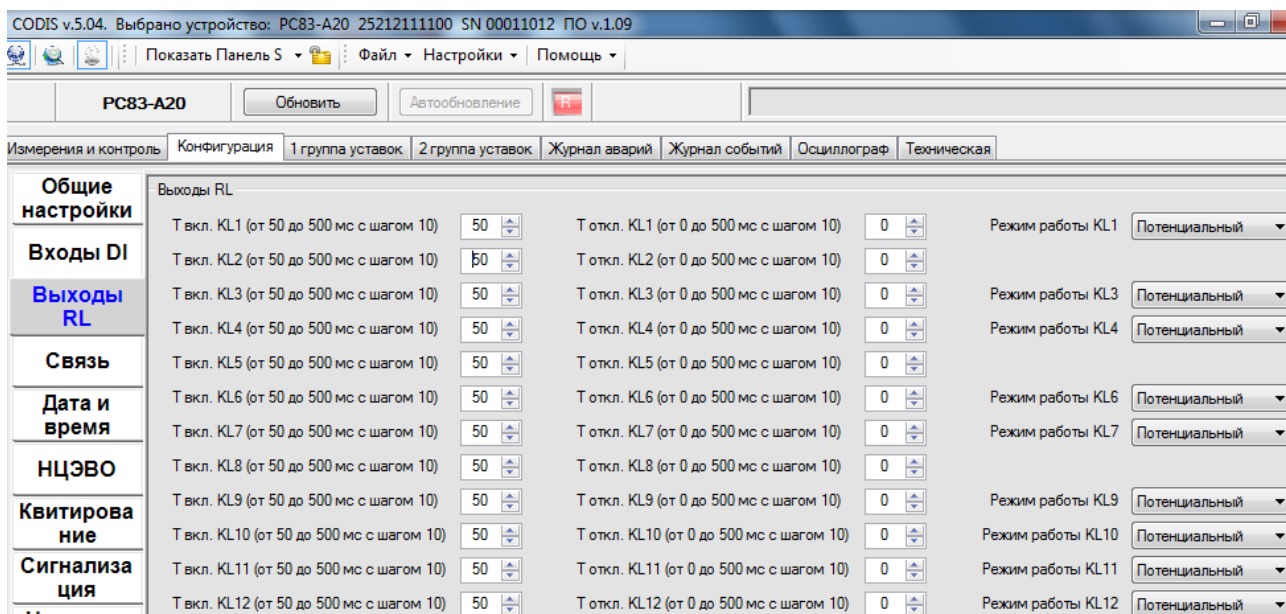 CODIS v.5.04. Выбрано устройство: РС83-А20 25212111100 SN 00011012 ПО v.1.09
Показать Панель S Файл Настройки Помощь
РС83-А20 Обновить Автообновление R
Измерения и контроль Конфигурация 1 группа уставок 2 группа уставок Журнал аварий Журнал событий Осциллограф Техническая
Общие настройки
Входы DI
Выходы RL
Связь
Дата и время
НЦЭВО
Квитирова
ние
Сигнализа
ция
Выходы RL
Т вкл. KL1 (от 50 до 500 мс с шагом 10) 50 Т откл. KL1 (от 0 до 500 мс с шагом 10) 0 Режим работы KL1 Потенциальный
Т вкл. KL2 (от 50 до 500 мс с шагом 10) 50 Т откл. KL2 (от 0 до 500 мс с шагом 10) 0
Т вкл. KL3 (от 50 до 500 мс с шагом 10) 50 Т откл. KL3 (от 0 до 500 мс с шагом 10) 0 Режим работы KL3 Потенциальный
Т вкл. KL4 (от 50 до 500 мс с шагом 10) 50 Т откл. KL4 (от 0 до 500 мс с шагом 10) 0 Режим работы KL4 Потенциальный
Т вкл. KL5 (от 50 до 500 мс с шагом 10) 50 Т откл. KL5 (от 0 до 500 мс с шагом 10) 0
Т вкл. KL6 (от 50 до 500 мс с шагом 10) 50 Т откл. KL6 (от 0 до 500 мс с шагом 10) 0 Режим работы KL6 Потенциальный
Т вкл. KL7 (от 50 до 500 мс с шагом 10) 50 Т откл. KL7 (от 0 до 500 мс с шагом 10) 0 Режим работы KL7 Потенциальный
Т вкл. KL8 (от 50 до 500 мс с шагом 10) 50 Т откл. KL8 (от 0 до 500 мс с шагом 10) 0
Т вкл. KL9 (от 50 до 500 мс с шагом 10) 50 Т откл. KL9 (от 0 до 500 мс с шагом 10) 0 Режим работы KL9 Потенциальный
Т вкл. KL10 (от 50 до 500 мс с шагом 10) 50 Т откл. KL10 (от 0 до 500 мс с шагом 10) 0 Режим работы KL10 Потенциальный
Т вкл. KL11 (от 50 до 500 мс с шагом 10) 50 Т откл. KL11 (от 0 до 500 мс с шагом 10) 0 Режим работы KL11 Потенциальный
Т вкл. KL12 (от 50 до 500 мс с шагом 10) 50 Т откл. KL12 (от 0 до 500 мс с шагом 10) 0 Режим работы KL12 Потенциальный